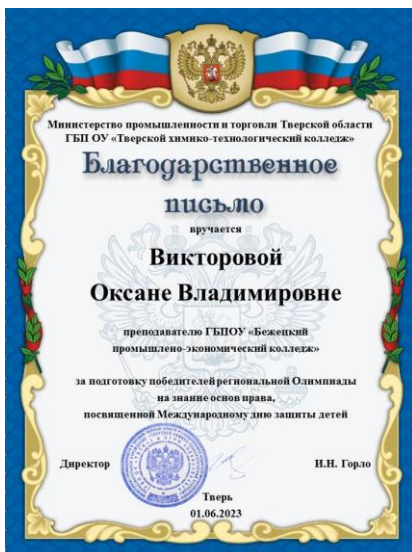 Министерство промышленности и торговли Тверской области
ГБП ОУ «Тверской химико-технологический колледж»
Благодарственное
письмо
вручается
Викторовой
Оксане Владимировне
преподавателю ГБПОУ «Бежецкий
промышлено-экономический колледж»
за подготовку победителей региональной Олимпиады
на знание основ права,
посвященной Международному дню защиты детей
Директор И.Н. Горло
Тверь
01.06.2023